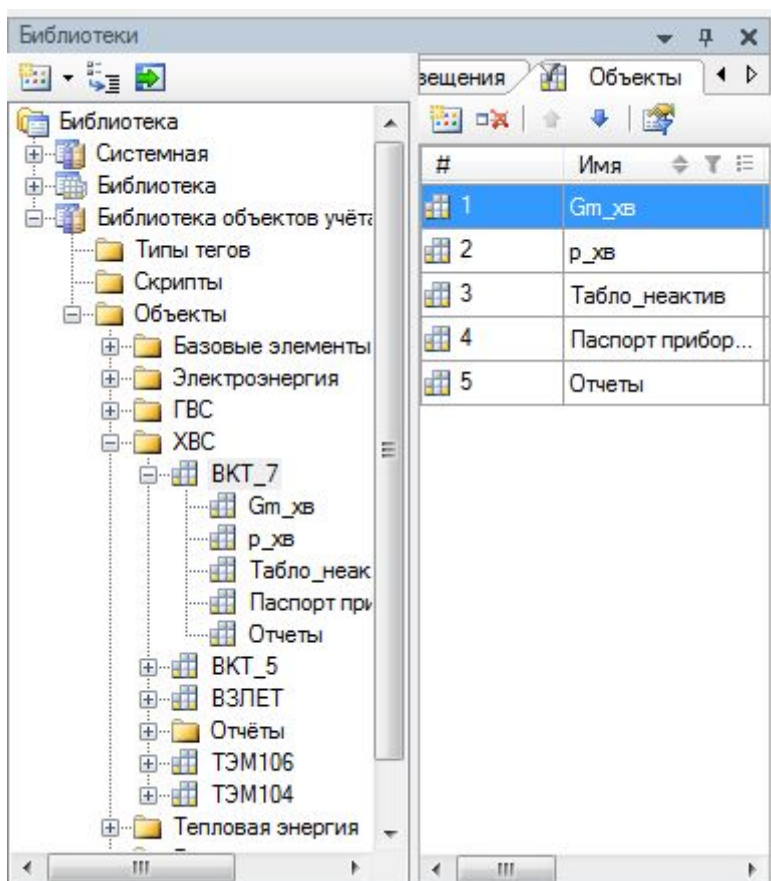 Библиотеки
вещения Объекты
Библиотека
Системная
Библиотека
Библиотека объектов учёта
Типы тегов
Скрипты
Объекты
Базовые элементы
Электроэнергия
ГВС
ХВС
ВКТ_7
Gm_хв
р_хв
Табло_неак
Паспорт при
Отчеты
ВКТ_5
ВЗЛЕТ
Отчёты
ТЭМ106
ТЭМ104
Тепловая энергия
# Имя
1 Gm_хв
2 р_хв
3 Табло_неактив
4 Паспорт прибор...
5 Отчеты